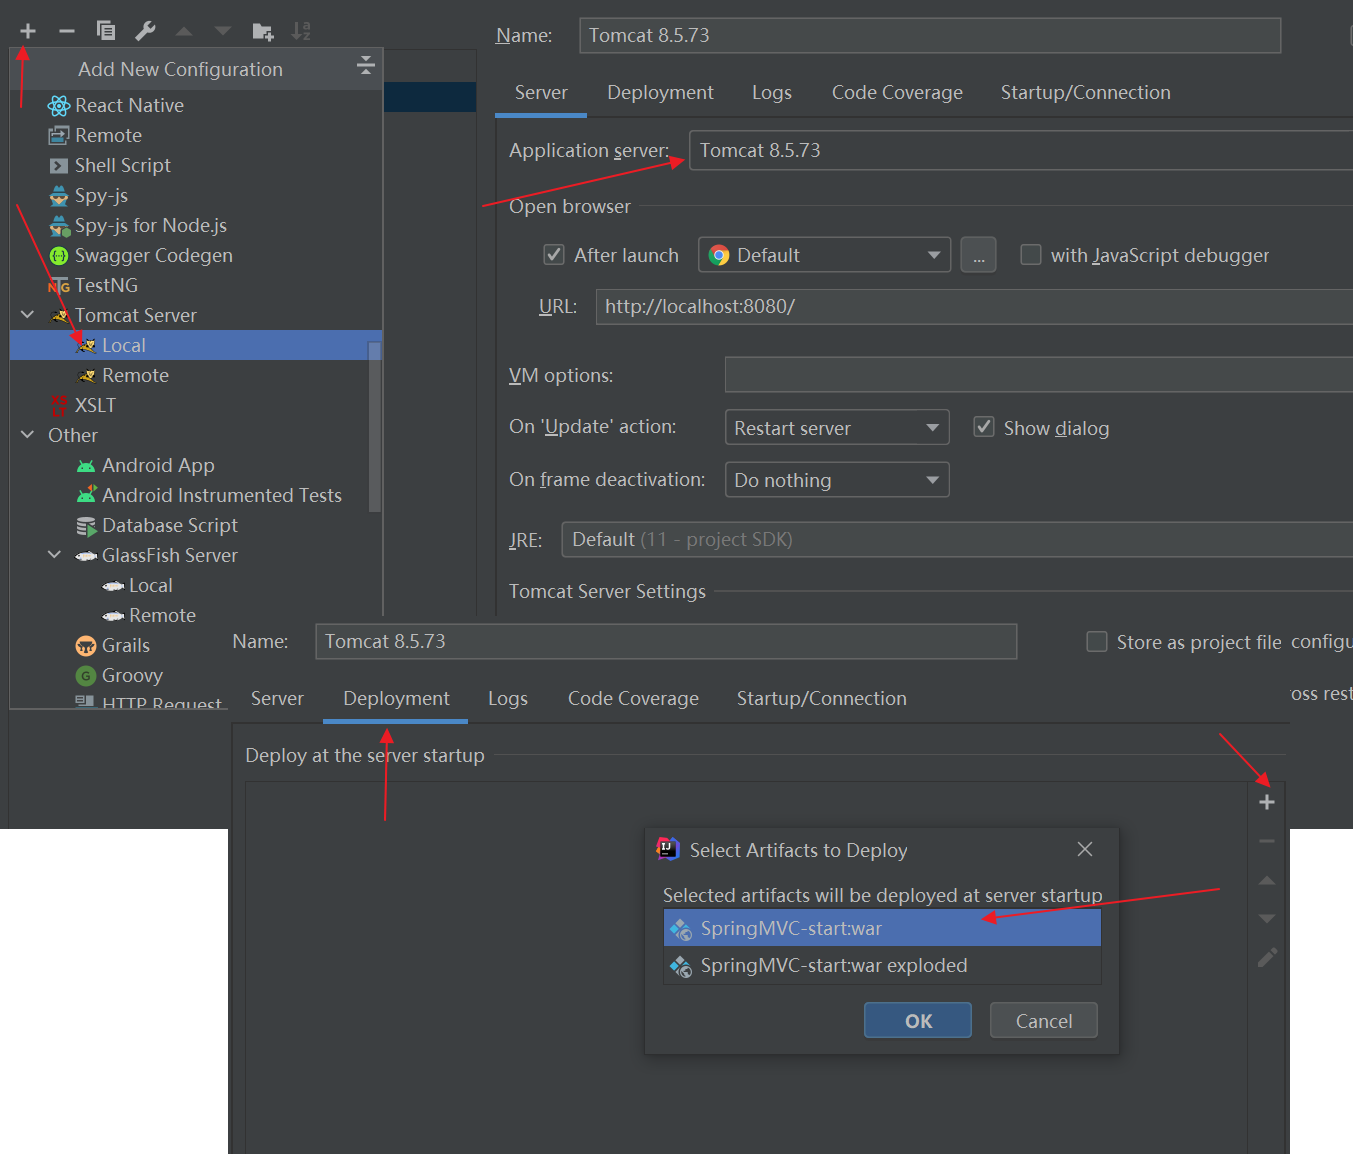 Add New Configuration
React Native
Remote
Shell Script
Spy-js
Spy-js for Node.js
Swagger Codegen
TestNG
Tomcat Server
Local
Remote
XSLT
Other
Android App
Android Instrumented Tests
Database Script
GlassFish Server
Local
Remote
Grails
Groovy
HTTP Request
Name: Tomcat 8.5.73
Server Deployment Logs Code Coverage Startup/Connection
Application server: Tomcat 8.5.73
Open browser
After launch Default ... with JavaScript debugger
URL: http://localhost:8080/
VM options:
On 'Update' action: Restart server Show dialog
On frame deactivation: Do nothing
JRE: Default (11 - project SDK)
Tomcat Server Settings
Name: Tomcat 8.5.73 Store as project file configu
Server Deployment Logs Code Coverage Startup/Connection
oss rest
Deploy at the server startup
Select Artifacts to Deploy
Selected artifacts will be deployed at server startup
SpringMVC-start:war
SpringMVC-start:war exploded
OK Cancel